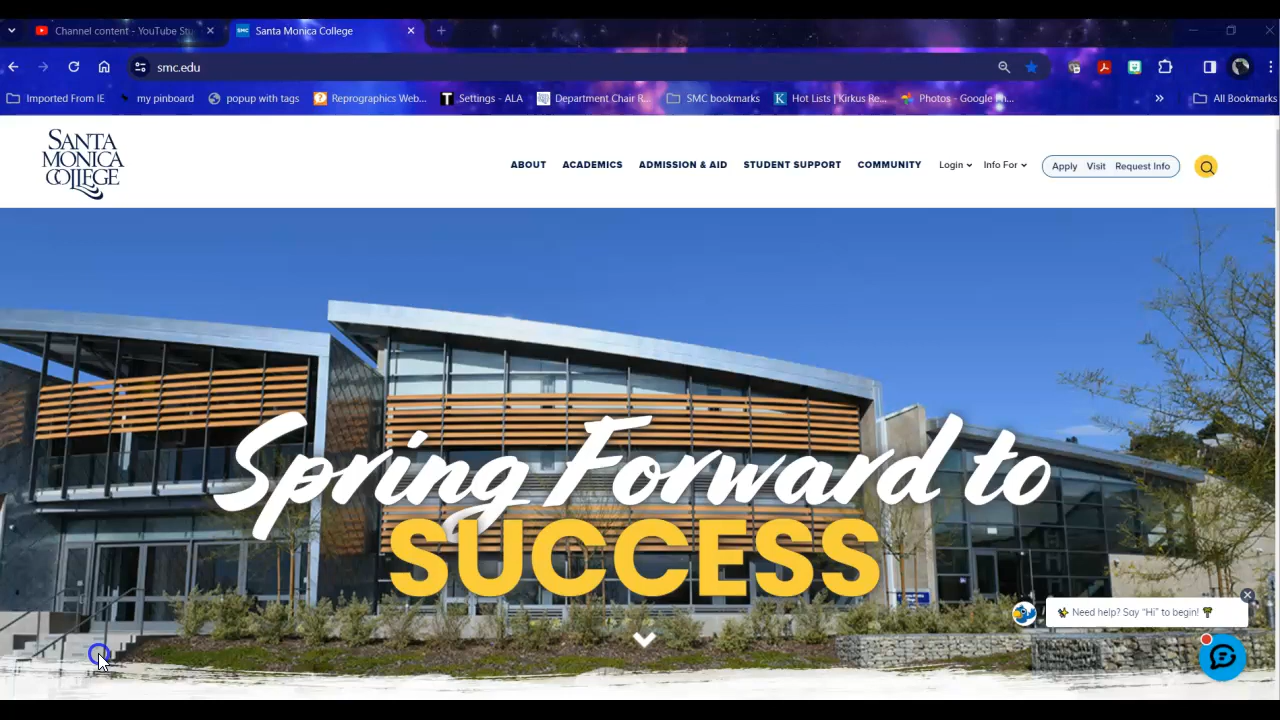 Channel content - YouTube Stu
Santa Monica College
smc.edu
Imported From IE
my pinboard
popup with tags
Reprographics Web...
Settings - ALA
Department Chair R...
SMC bookmarks
Hot Lists | Kirkus Re...
Photos - Google Ph...
All Bookmarks
SANTA
MONICA
COLLEGE
ABOUT
ACADEMICS
ADMISSION & AID
STUDENT SUPPORT
COMMUNITY
Login
Info For
Apply
Visit
Request Info
Spring Forward to
SUCCESS
Need help? Say "Hi" to begin!